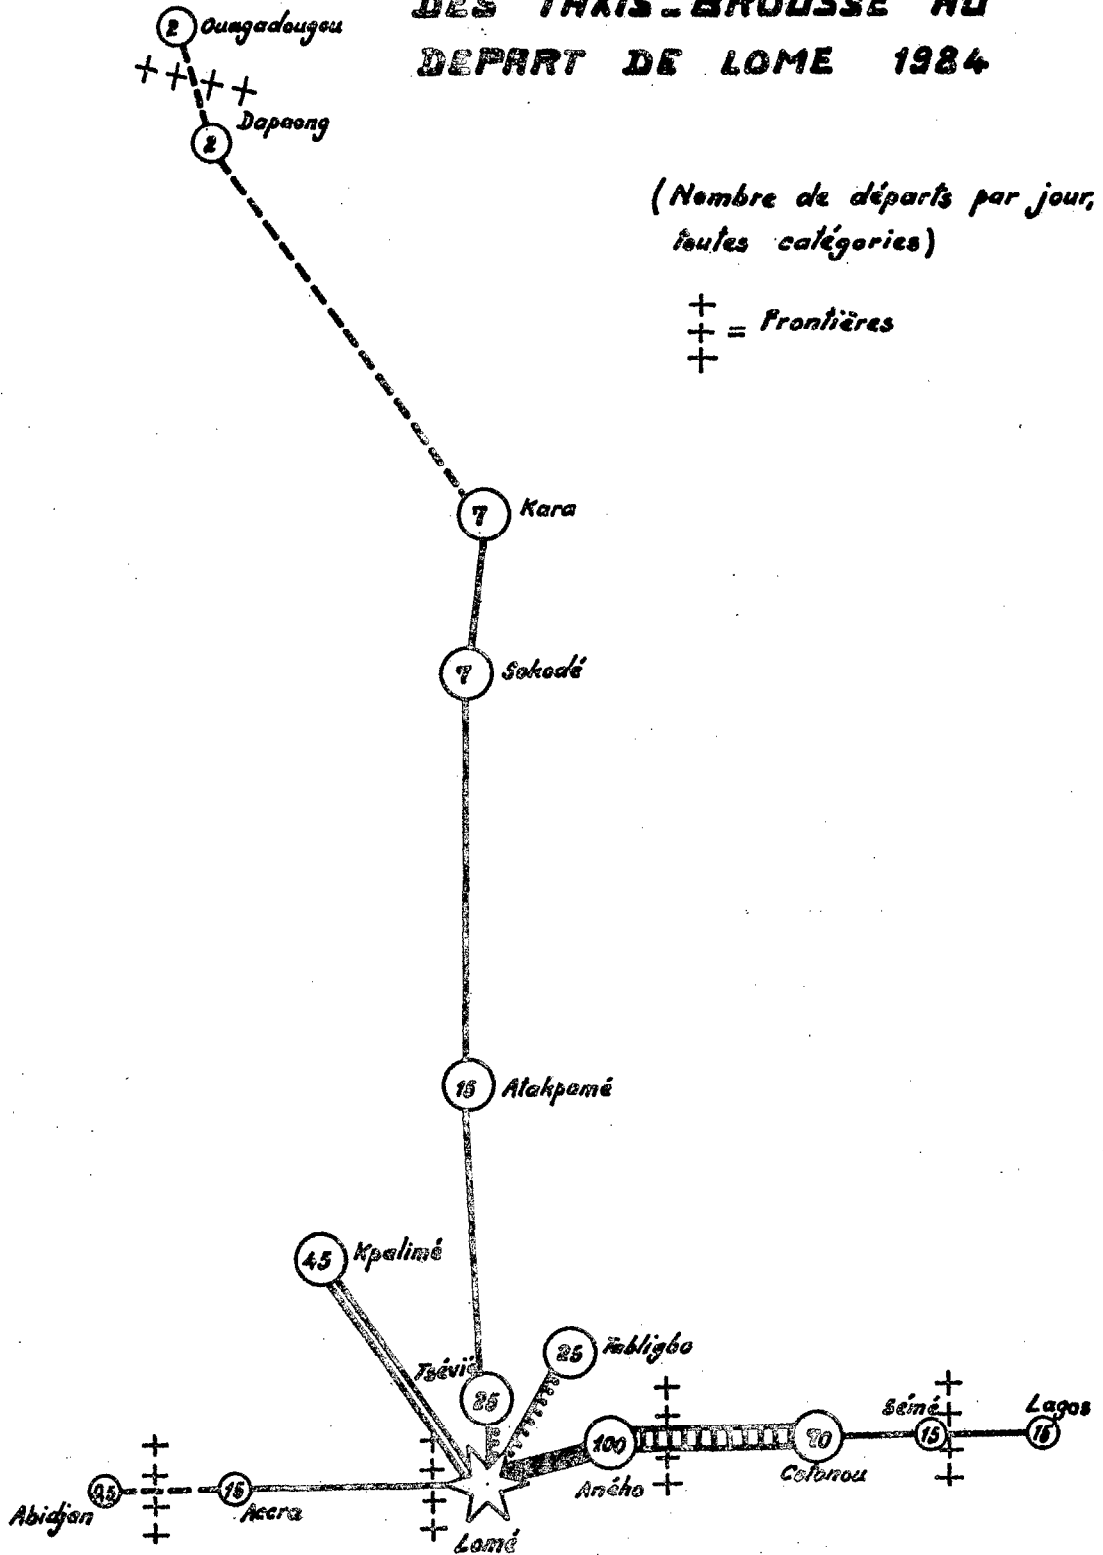 DES TAXIS-BROUSSE AU
DEPART DE LOME 1984
2 Ouagadougou
Dapaong
2
(Nombre de départs par jour,
toutes catégories)
= Frontières
7 Kara
7 Sokodé
15 Atakpamé
45 Kpalimé
25 Tabligbo
Tsévié
25
Sémé
Lagos
100
15
15
Cotonou
Aného
15
Abidjan
Accra
Lomé